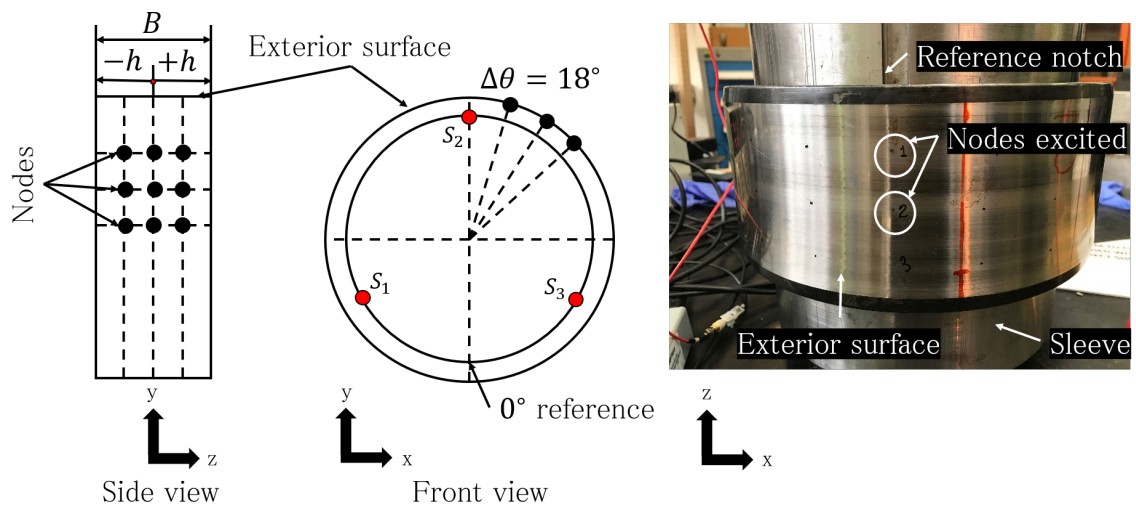 B
−h +h
Exterior surface
Δθ = 18°
Nodes
S₂
S₁
S₃
0° reference
y
z
Side view
y
x
Front view
Reference notch
Nodes excited
1
2
3
Exterior surface
Sleeve
z
x